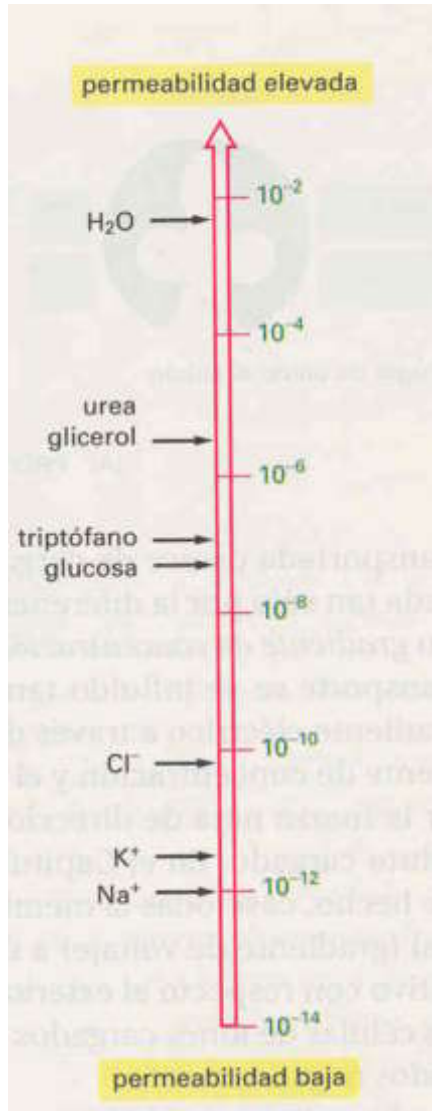 permeabilidad elevada
10⁻²
H₂O
10⁻⁴
urea
glicerol
10⁻⁶
triptófano
glucosa
10⁻⁸
Cl⁻
10⁻¹⁰
K⁺
Na⁺
10⁻¹²
10⁻¹⁴
permeabilidad baja